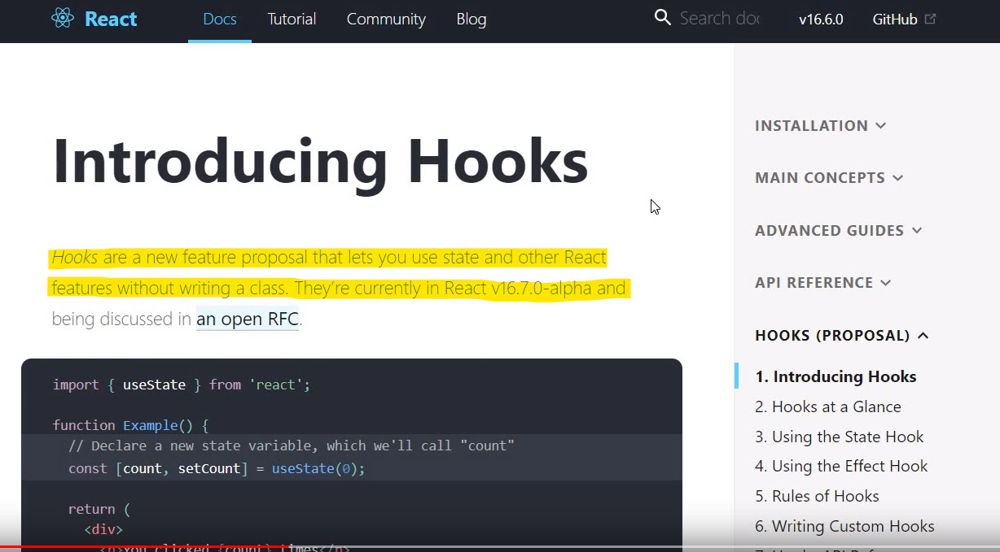 React Docs Tutorial Community Blog Search doc v16.6.0 GitHub
Introducing Hooks
Hooks are a new feature proposal that lets you use state and other React
features without writing a class. They're currently in React v16.7.0-alpha and
being discussed in an open RFC.
import { useState } from 'react';
function Example() {
// Declare a new state variable, which we'll call "count"
const [count, setCount] = useState(0);
return (
<div>
<p>You clicked {count} times</p>
INSTALLATION
MAIN CONCEPTS
ADVANCED GUIDES
API REFERENCE
HOOKS (PROPOSAL)
1. Introducing Hooks
2. Hooks at a Glance
3. Using the State Hook
4. Using the Effect Hook
5. Rules of Hooks
6. Writing Custom Hooks